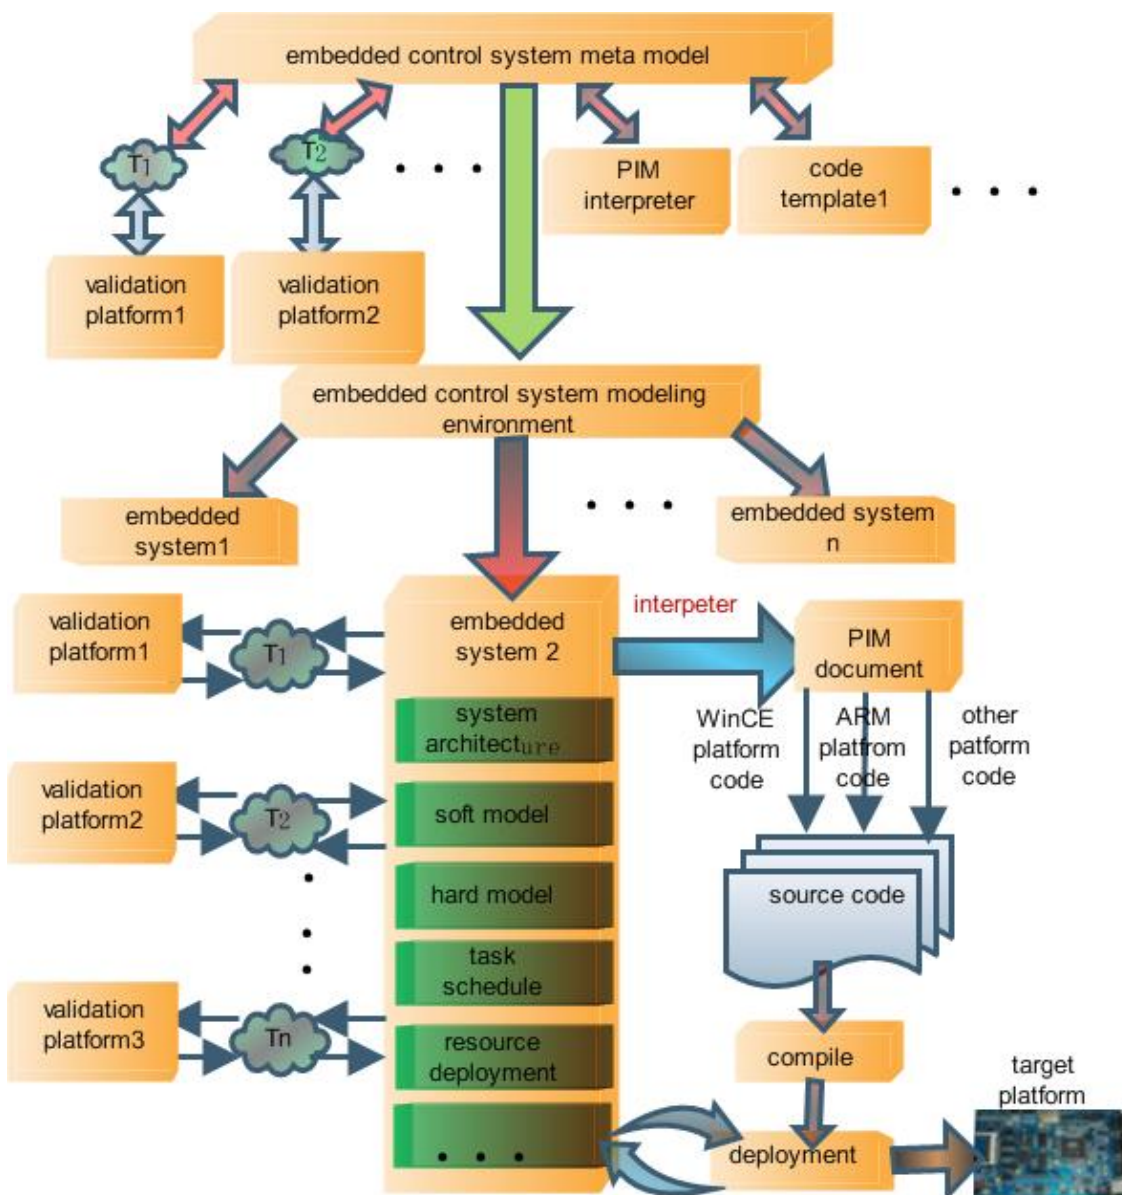 embedded control system meta model
T1
T2
. . .
PIM
interpreter
code
template1
. . .
validation
platform1
validation
platform2
embedded control system modeling
environment
embedded
system1
. . .
embedded system
n
validation
platform1
T1
embedded
system 2
interpeter
PIM
document
system
architecture
WinCE
platform
code
ARM
platfrom
code
other
patform
code
validation
platform2
T2
soft model
hard model
source code
task
schedule
validation
platform3
Tn
resource
deployment
compile
target
platform
. . .
deployment